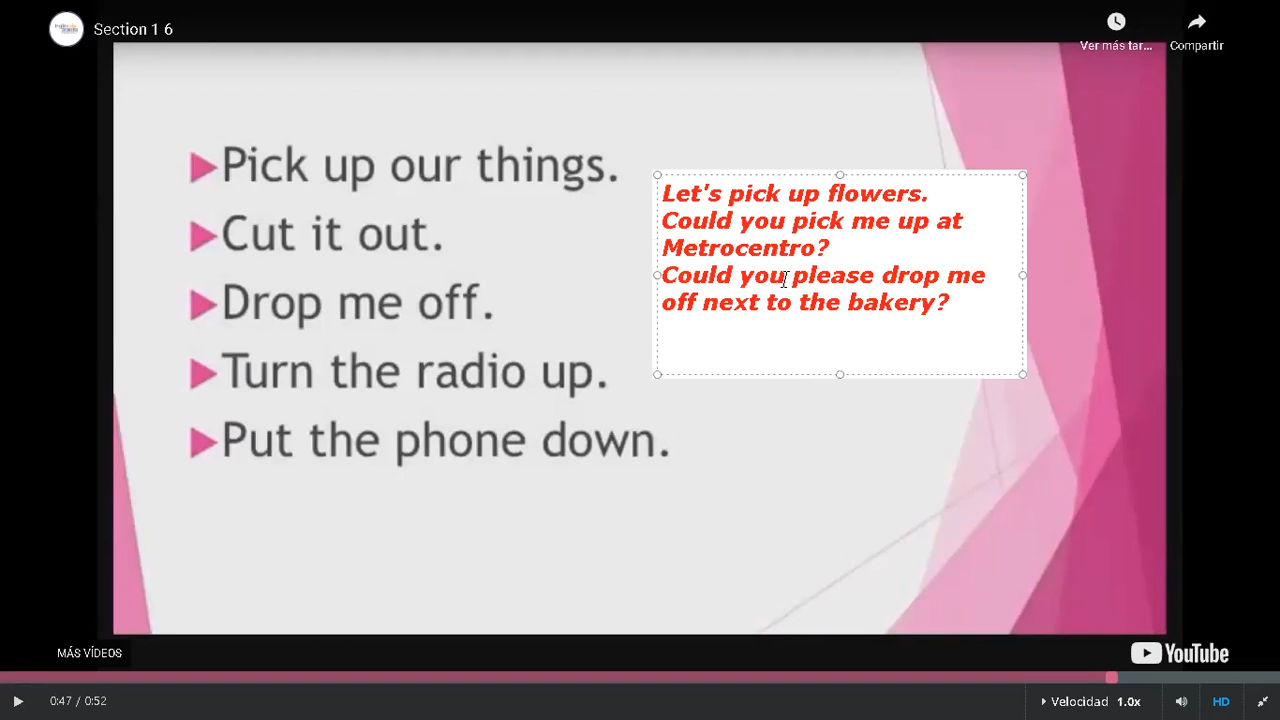 Section 1 6
Ver más tar...
Compartir
Pick up our things.
Cut it out.
Drop me off.
Turn the radio up.
Put the phone down.
Let's pick up flowers.
Could you pick me up at
Metrocentro?
Could you please drop me
off next to the bakery?
MÁS VÍDEOS
YouTube
0:47 / 0:52
Velocidad 1.0x
HD